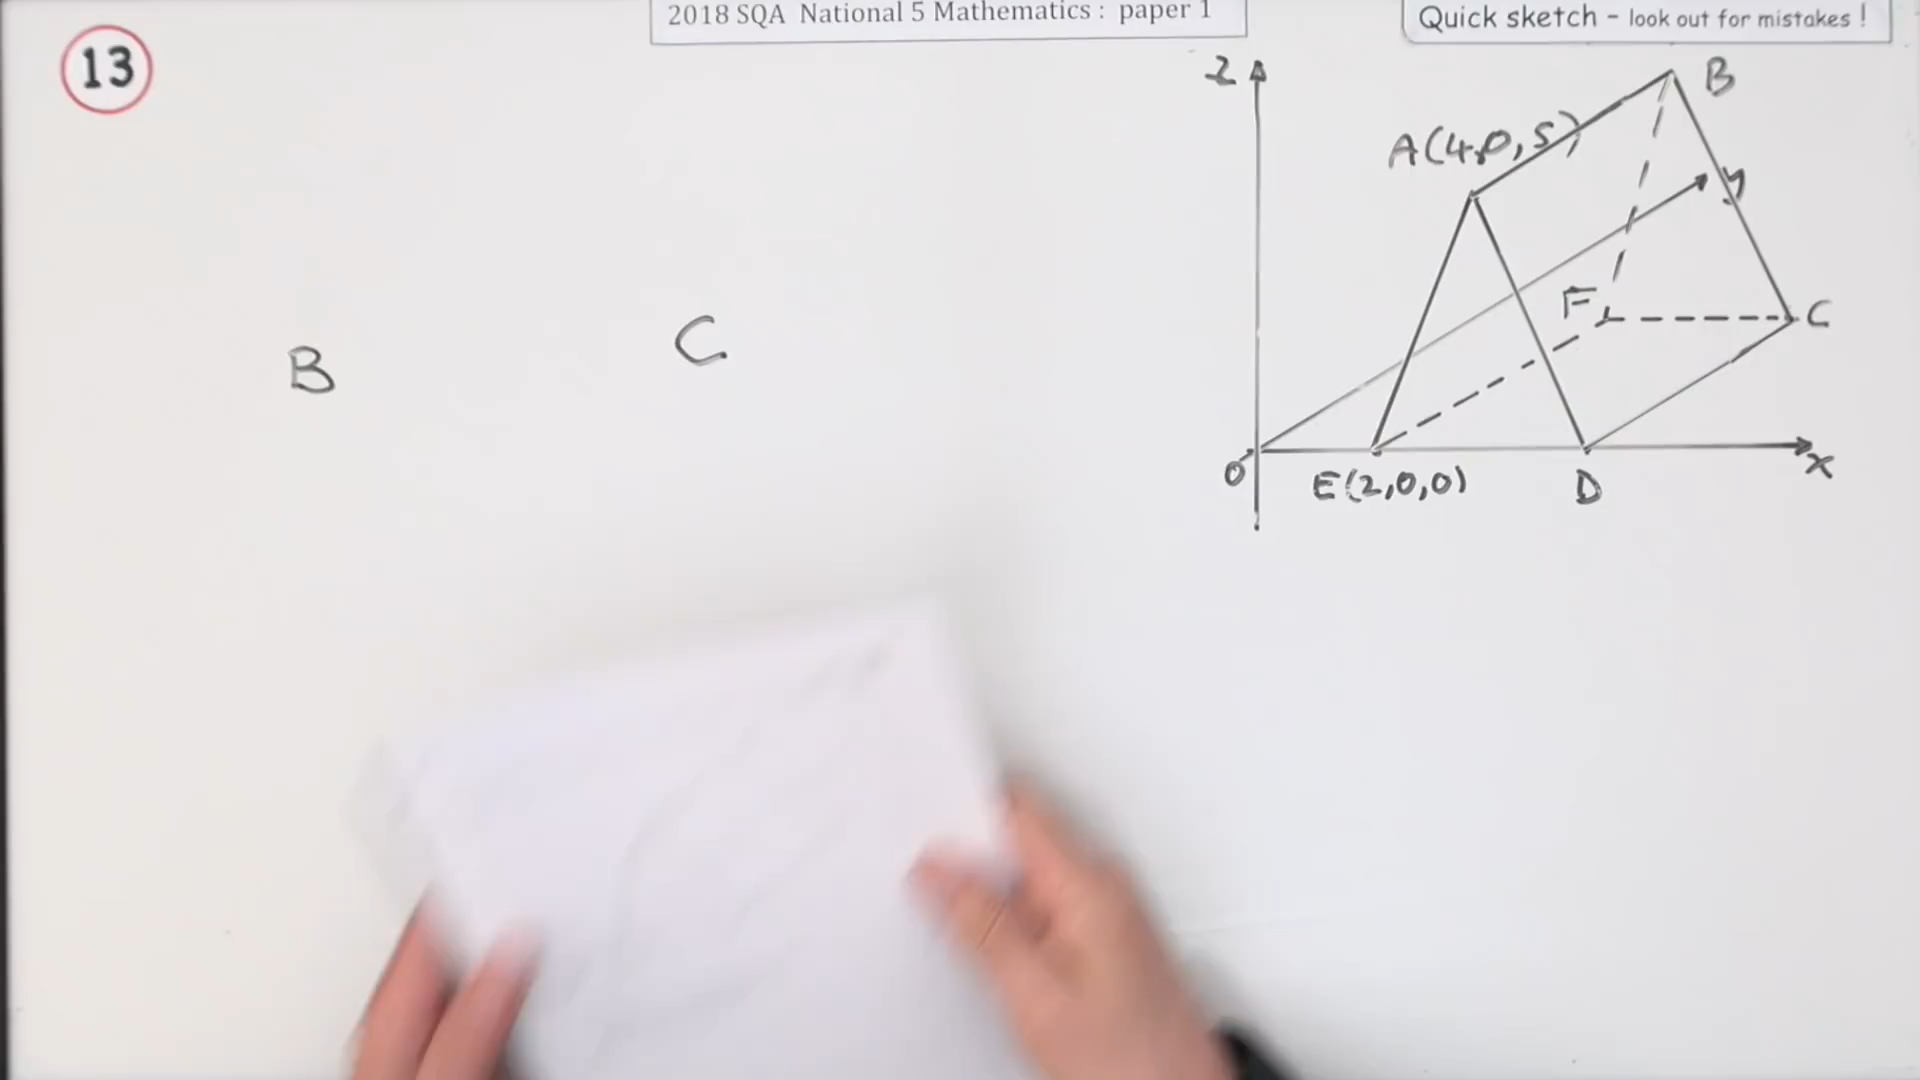 2018 SQA National 5 Mathematics : paper 1
Quick sketch - look out for mistakes !
13
z
B
A(4,0,5)
y
F
C
B
C
O
E(2,0,0)
D
x